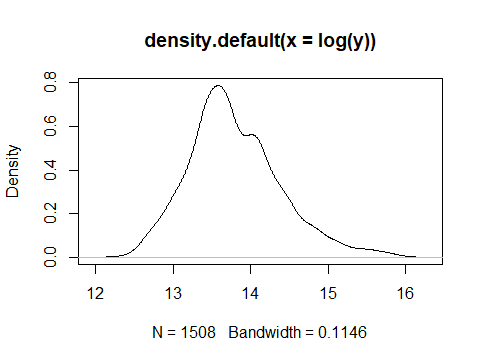 density.default(x = log(y))
Density
0.8
0.6
0.4
0.2
0.0
12 13 14 15 16
N = 1508 Bandwidth = 0.1146